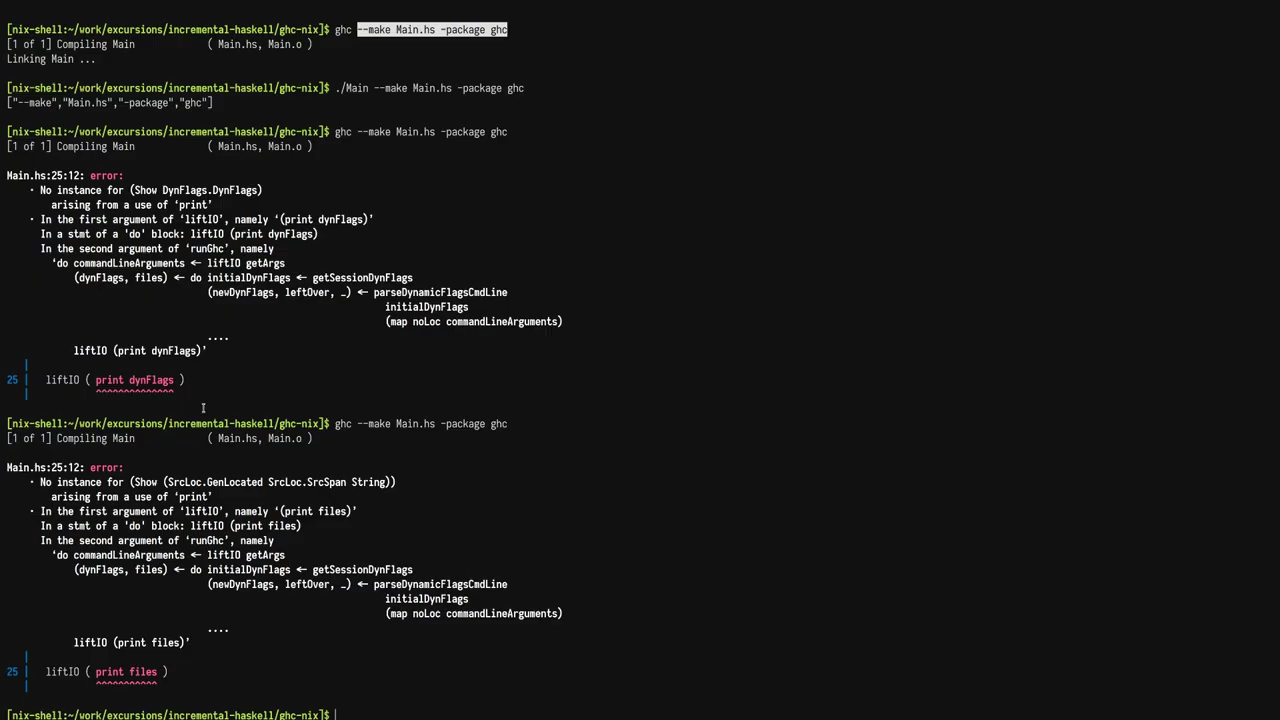 [nix-shell:~/work/excursions/incremental-haskell/ghc-nix]$ ghc --make Main.hs -package ghc
[1 of 1] Compiling Main             ( Main.hs, Main.o )
Linking Main ...
[nix-shell:~/work/excursions/incremental-haskell/ghc-nix]$ ./Main --make Main.hs -package ghc
["--make","Main.hs","-package","ghc"]
[nix-shell:~/work/excursions/incremental-haskell/ghc-nix]$ ghc --make Main.hs -package ghc
[1 of 1] Compiling Main             ( Main.hs, Main.o )
Main.hs:25:12: error:
    • No instance for (Show DynFlags.DynFlags)
        arising from a use of ‘print’
    • In the first argument of ‘liftIO’, namely ‘(print dynFlags)’
      In a stmt of a 'do' block: liftIO (print dynFlags)
      In the second argument of ‘runGhc’, namely
        ‘do commandLineArguments <- liftIO getArgs
            (dynFlags, files) <- do initialDynFlags <- getSessionDynFlags
                                    (newDynFlags, leftOver, _) <- parseDynamicFlagsCmdLine
                                                                    initialDynFlags
                                                                    (map noLoc commandLineArguments)
                                    ....
            liftIO (print dynFlags)’
   |
25 |   liftIO ( print dynFlags )
   |            ^^^^^^^^^^^^^^
[nix-shell:~/work/excursions/incremental-haskell/ghc-nix]$ ghc --make Main.hs -package ghc
[1 of 1] Compiling Main             ( Main.hs, Main.o )
Main.hs:25:12: error:
    • No instance for (Show (SrcLoc.GenLocated SrcLoc.SrcSpan String))
        arising from a use of ‘print’
    • In the first argument of ‘liftIO’, namely ‘(print files)’
      In a stmt of a 'do' block: liftIO (print files)
      In the second argument of ‘runGhc’, namely
        ‘do commandLineArguments <- liftIO getArgs
            (dynFlags, files) <- do initialDynFlags <- getSessionDynFlags
                                    (newDynFlags, leftOver, _) <- parseDynamicFlagsCmdLine
                                                                    initialDynFlags
                                                                    (map noLoc commandLineArguments)
                                    ....
            liftIO (print files)’
   |
25 |   liftIO ( print files )
   |            ^^^^^^^^^^^
[nix-shell:~/work/excursions/incremental-haskell/ghc-nix]$